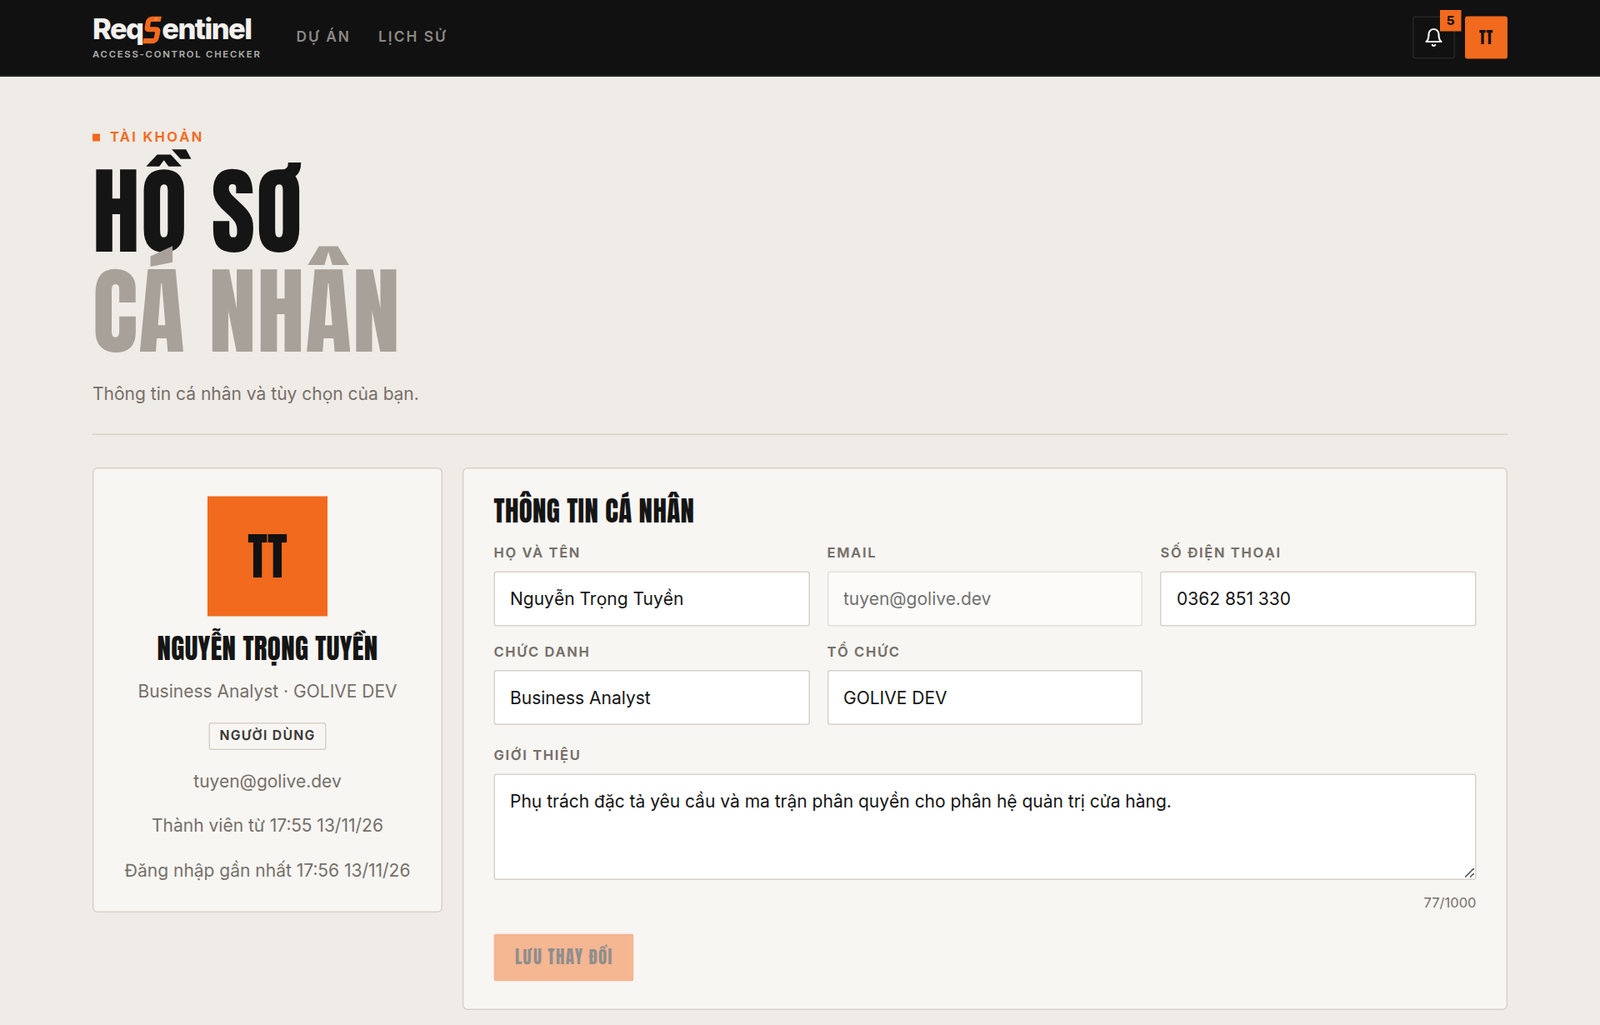 ReqSentinel
ACCESS-CONTROL CHECKER
DỰ ÁN
LỊCH SỬ
5
TT
TÀI KHOẢN
HỒ SƠ
CÁ NHÂN
Thông tin cá nhân và tùy chọn của bạn.
TT
NGUYỄN TRỌNG TUYỀN
Business Analyst · GOLIVE DEV
NGƯỜI DÙNG
tuyen@golive.dev
Thành viên từ 17:55 13/11/26
Đăng nhập gần nhất 17:56 13/11/26
THÔNG TIN CÁ NHÂN
HỌ VÀ TÊN
Nguyễn Trọng Tuyền
EMAIL
tuyen@golive.dev
SỐ ĐIỆN THOẠI
0362 851 330
CHỨC DANH
Business Analyst
TỔ CHỨC
GOLIVE DEV
GIỚI THIỆU
Phụ trách đặc tả yêu cầu và ma trận phân quyền cho phân hệ quản trị cửa hàng.
77/1000
LƯU THAY ĐỔI